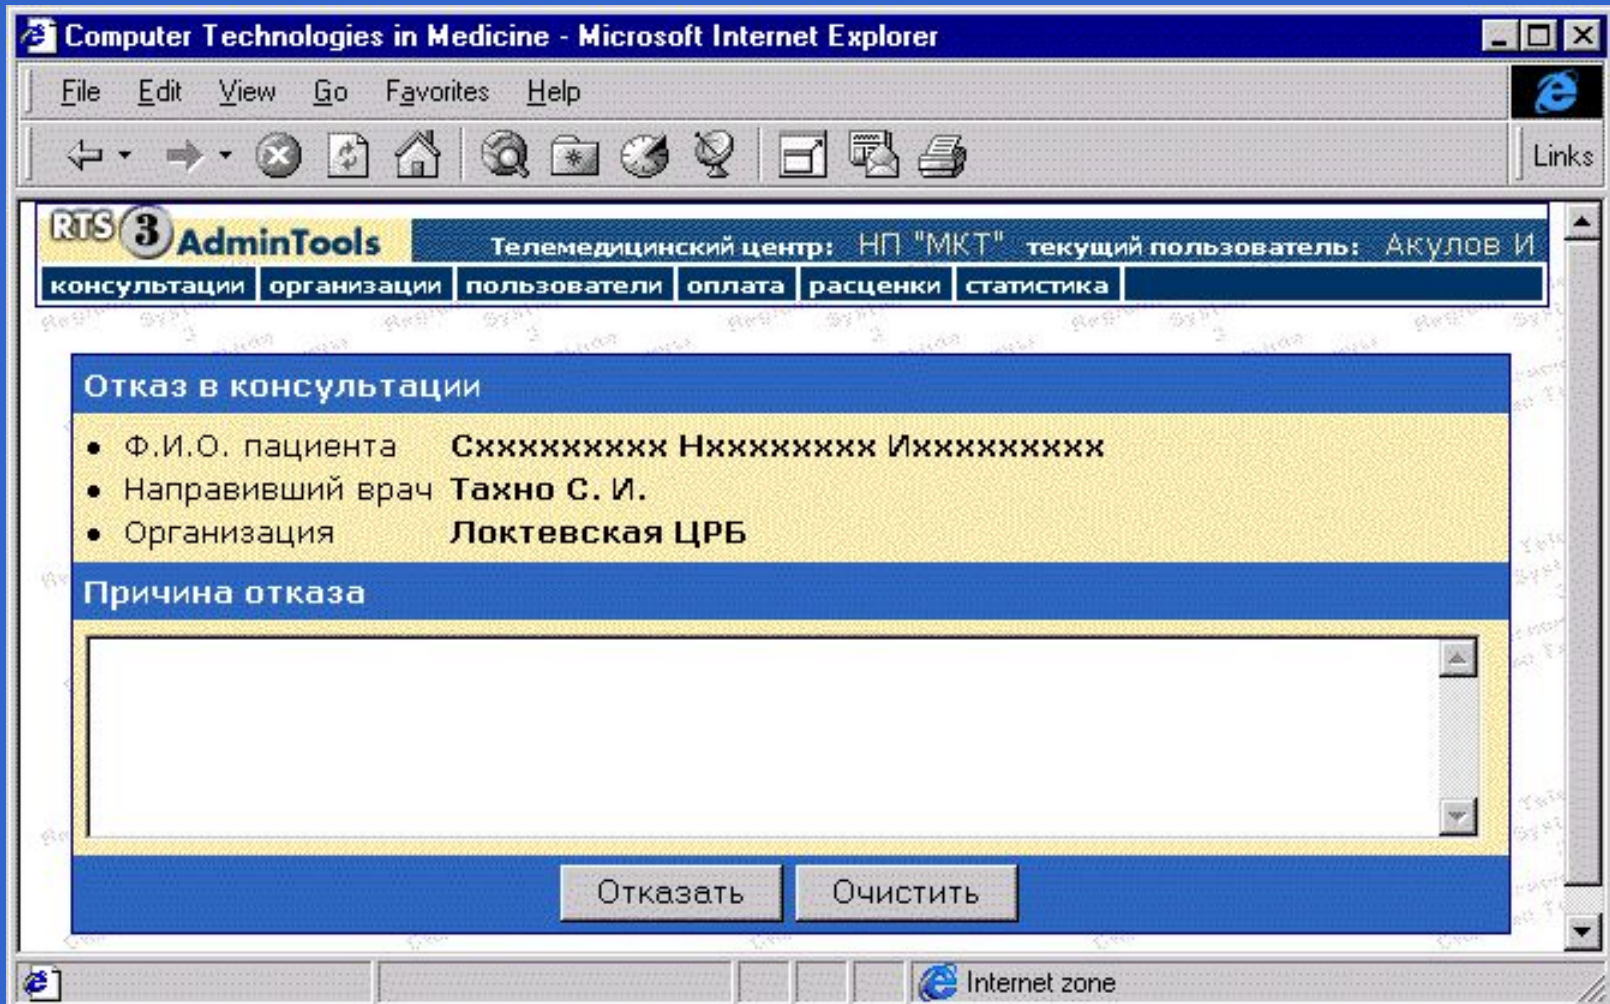 Computer Technologies in Medicine - Microsoft Internet Explorer
File Edit View Go Favorites Help
Links
RTS 3 AdminTools Телемедицинский центр: НП "МКТ" текущий пользователь: Акулов И
консультации организации пользователи оплата расценки статистика
Отказ в консультации
• Ф.И.О. пациента Сххххххххх Нхххххххх Иххххххххх
• Направивший врач Тахно С. И.
• Организация Локтевская ЦРБ
Причина отказа
Отказать Очистить
Internet zone